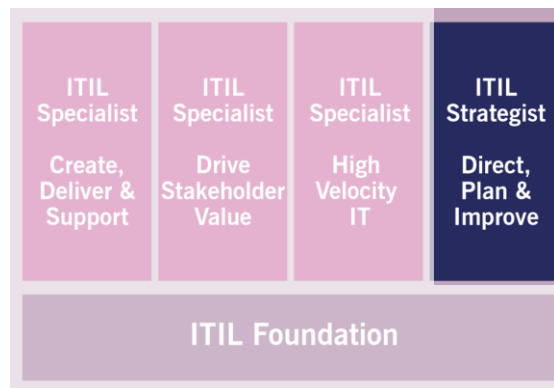 ITIL
Specialist
Create,
Deliver &
Support
ITIL
Specialist
Drive
Stakeholder
Value
ITIL
Specialist
High
Velocity
IT
ITIL
Strategist
Direct,
Plan &
Improve
ITIL Foundation